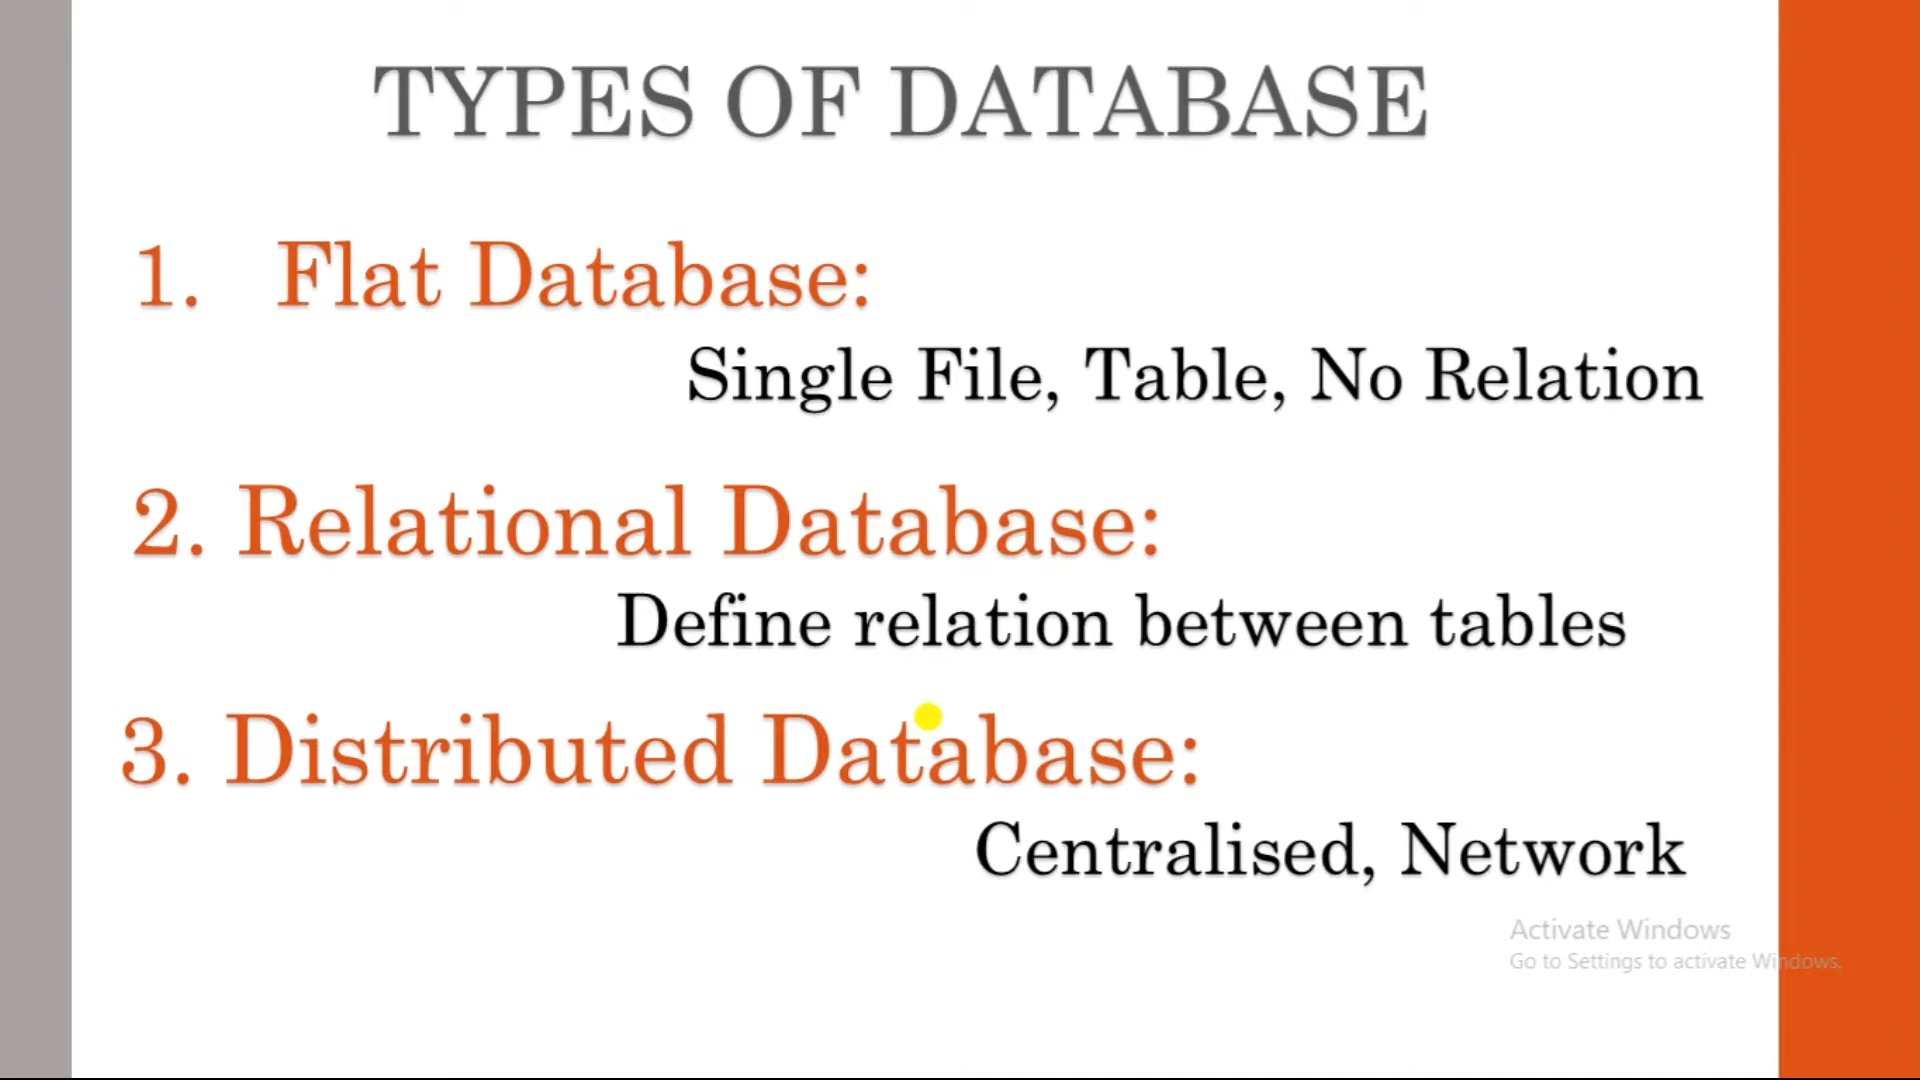 TYPES OF DATABASE
1. Flat Database:
Single File, Table, No Relation
2. Relational Database:
Define relation between tables
3. Distributed Database:
Centralised, Network
Activate Windows
Go to Settings to activate Windows.